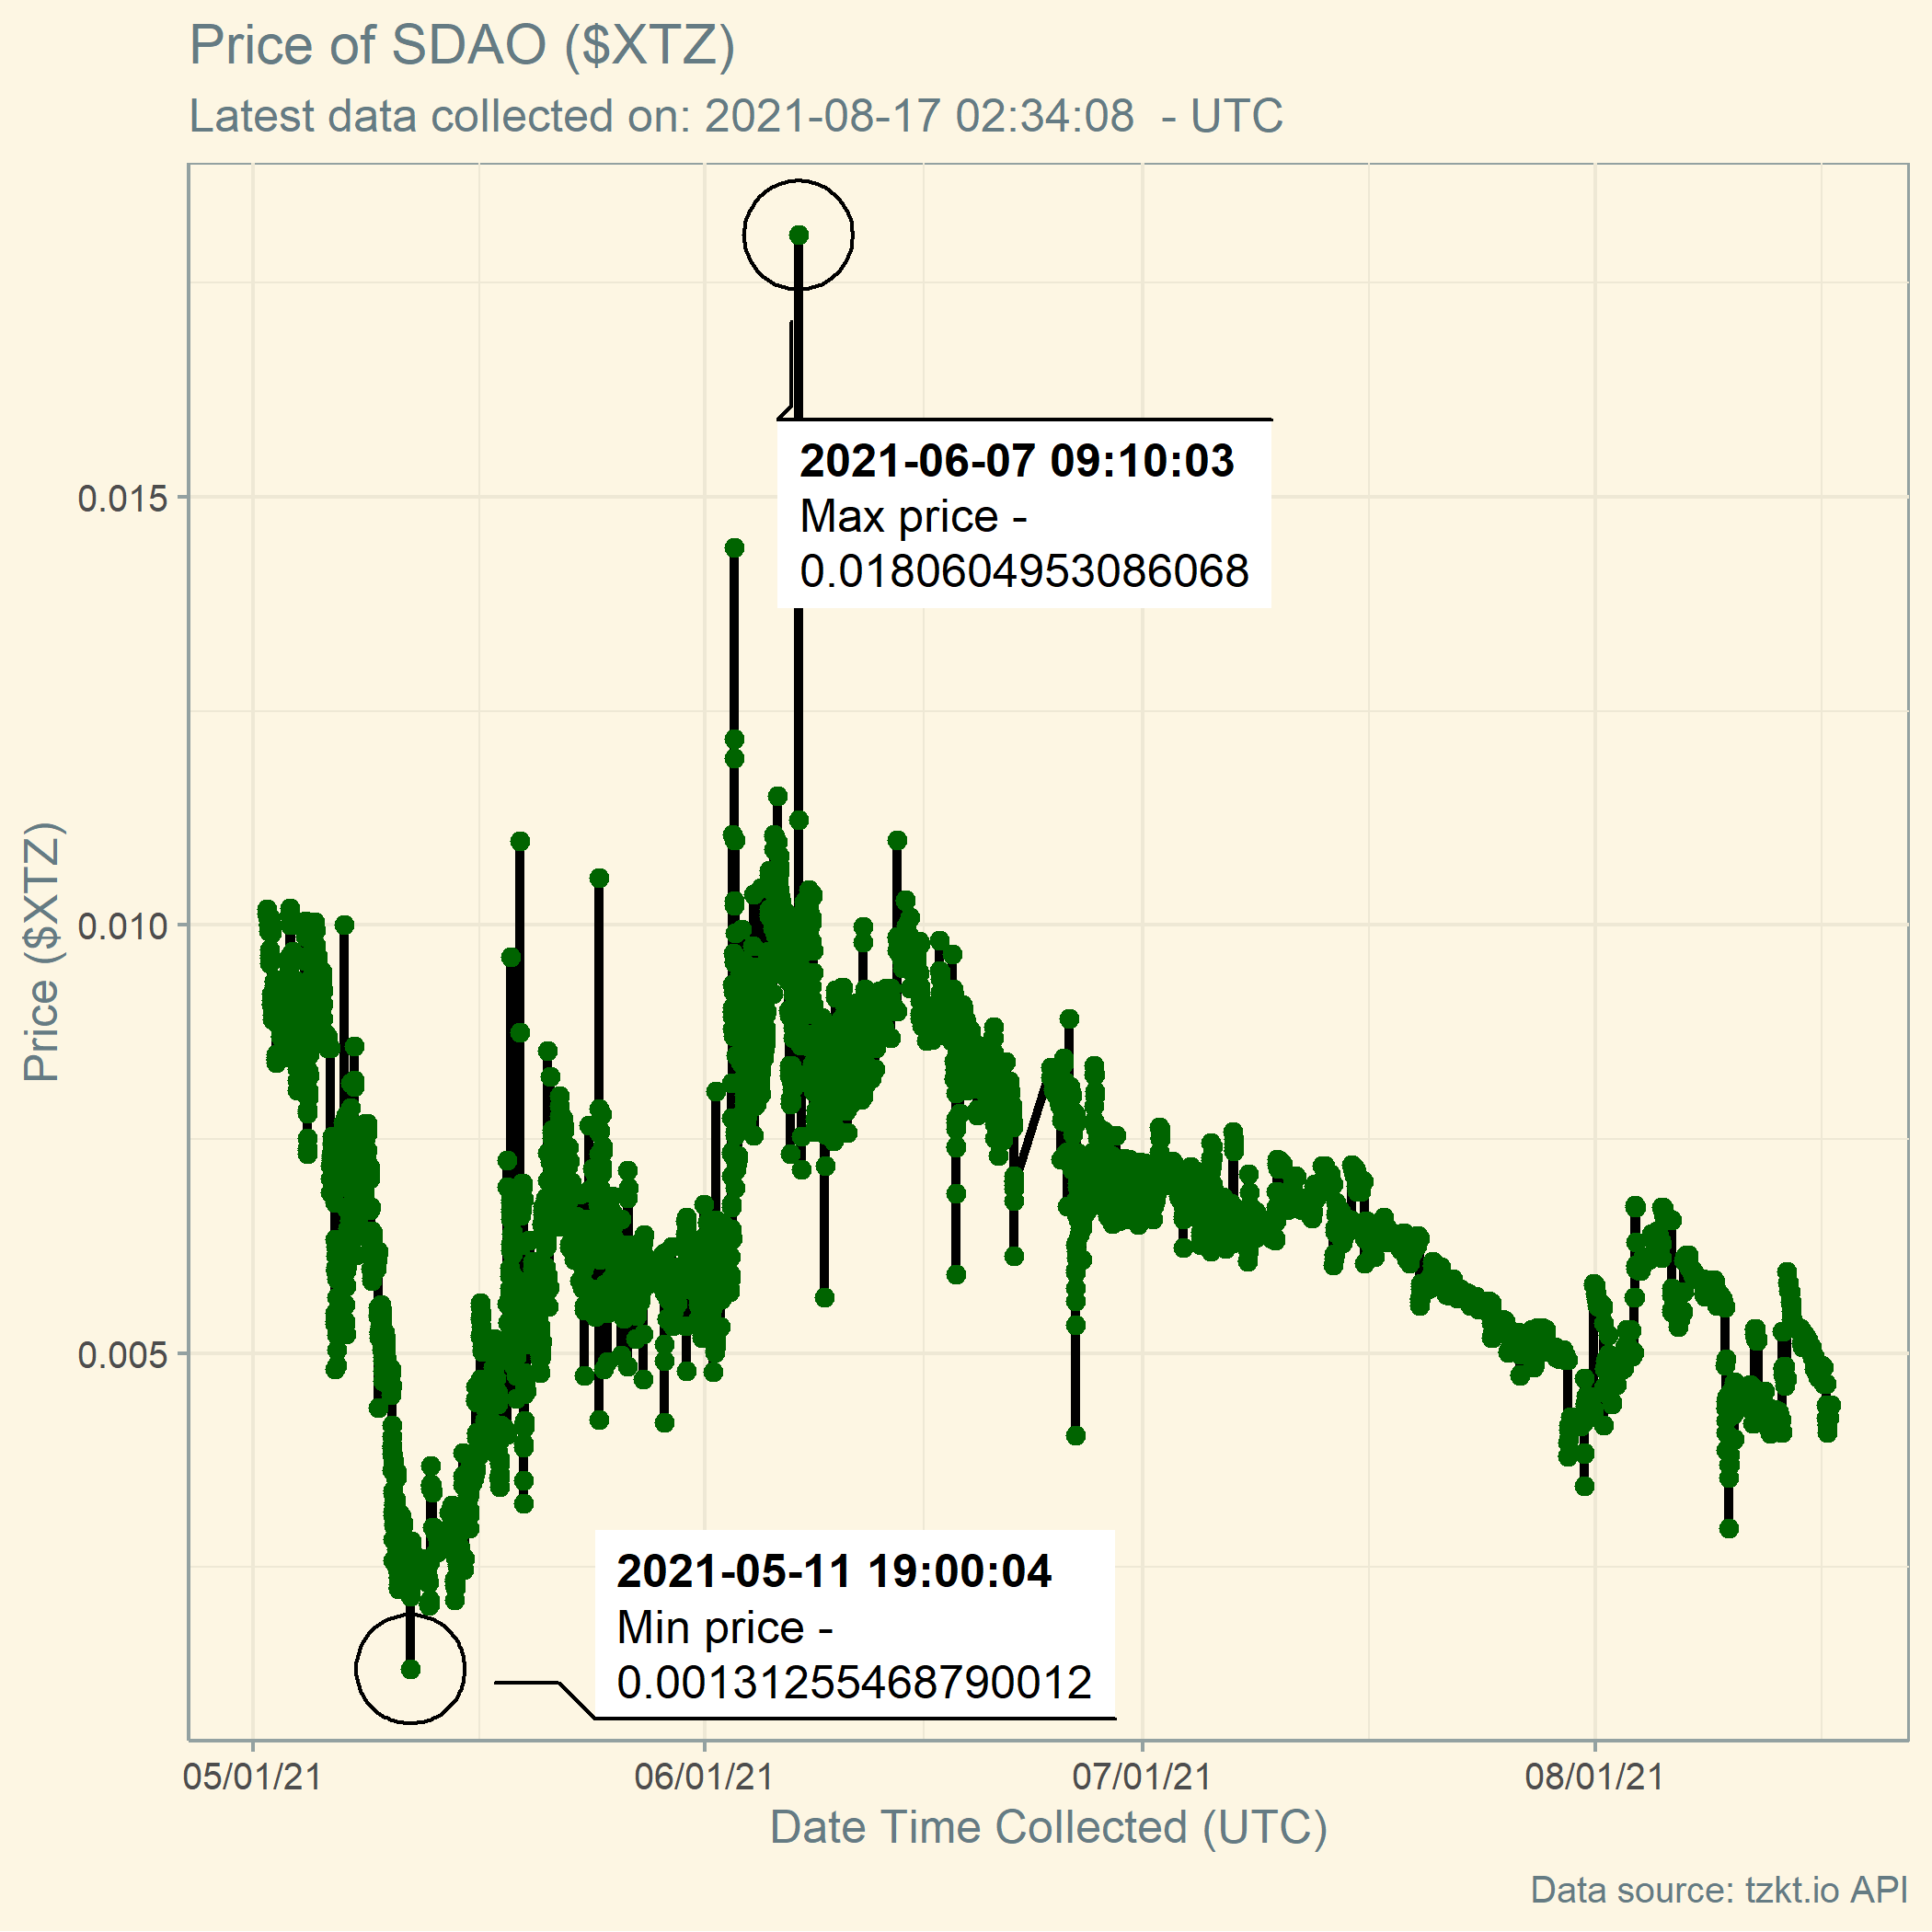 Price of SDAO ($XTZ)
Latest data collected on: 2021-08-17 02:34:08  - UTC
2021-06-07 09:10:03
Max price -
0.0180604953086068
0.015
0.010
0.005
Price ($XTZ)
2021-05-11 19:00:04
Min price -
0.00131255468790012
05/01/21
06/01/21
07/01/21
08/01/21
Date Time Collected (UTC)
Data source: tzkt.io API